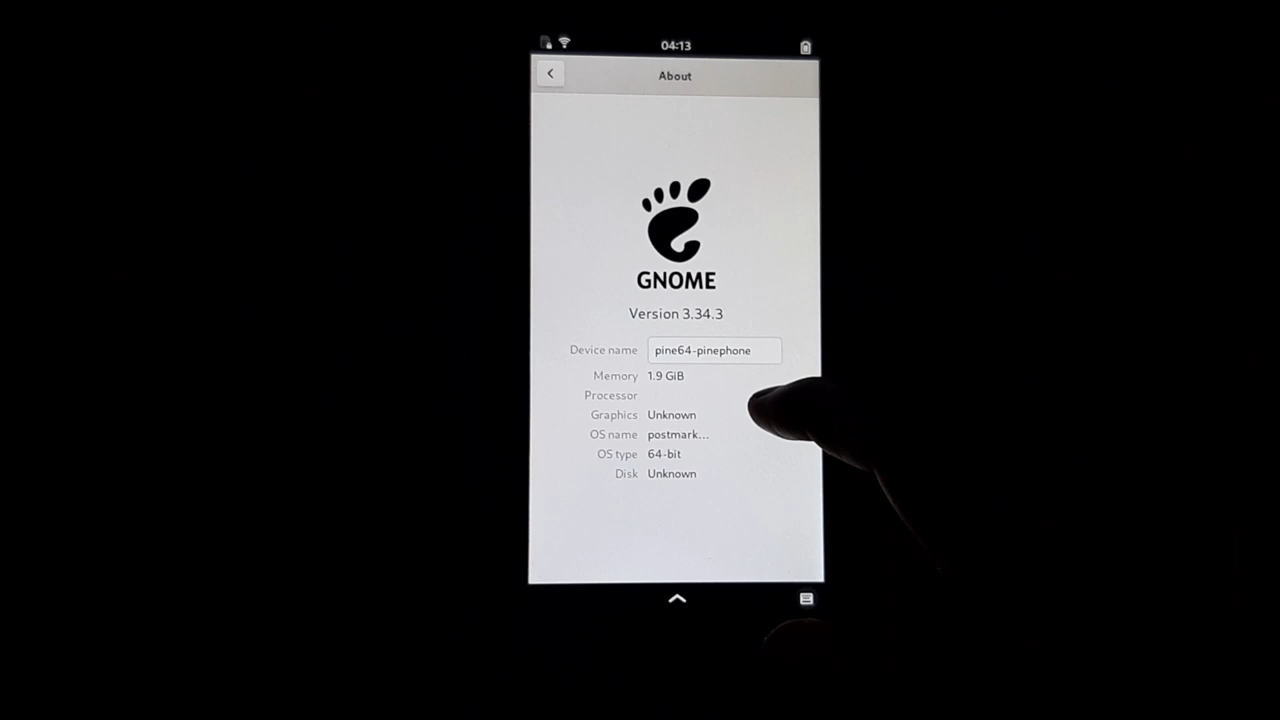 04:13
About
GNOME
Version 3.34.3
Device name pine64-pinephone
Memory 1.9 GiB
Processor
Graphics Unknown
OS name postmark...
OS type 64-bit
Disk Unknown